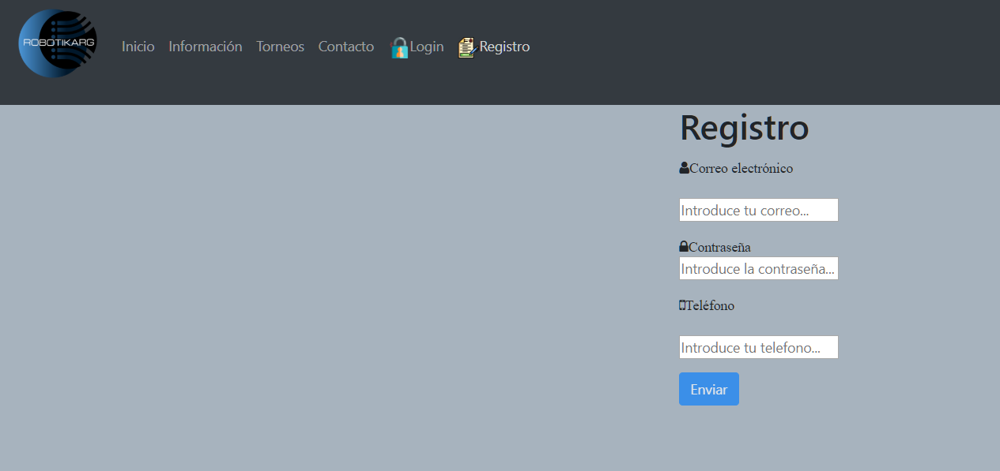 ROBOTIKARG
Inicio Información Torneos Contacto Login Registro
Registro
Correo electrónico
Introduce tu correo...
Contraseña
Introduce la contraseña...
Teléfono
Introduce tu telefono...
Enviar